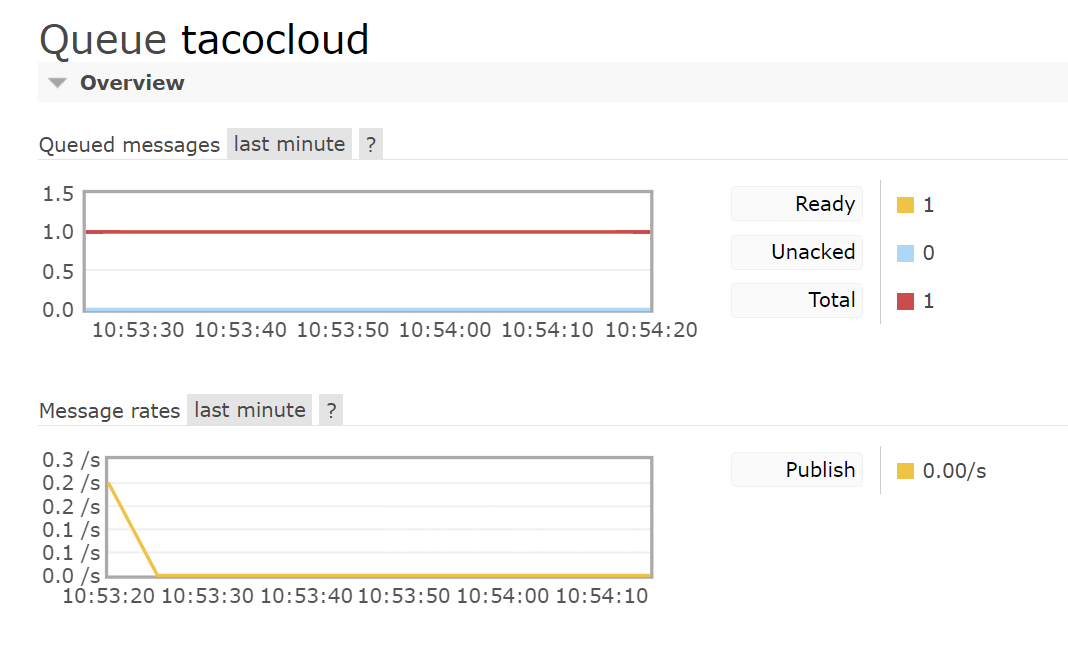 Queue tacocloud
Overview
Queued messages last minute ?
1.5
1.0
0.5
0.0
10:53:30 10:53:40 10:53:50 10:54:00 10:54:10 10:54:20
Ready 1
Unacked 0
Total 1
Message rates last minute ?
0.3 /s
0.2 /s
0.2 /s
0.1 /s
0.1 /s
0.0 /s
10:53:20 10:53:30 10:53:40 10:53:50 10:54:00 10:54:10
Publish 0.00/s